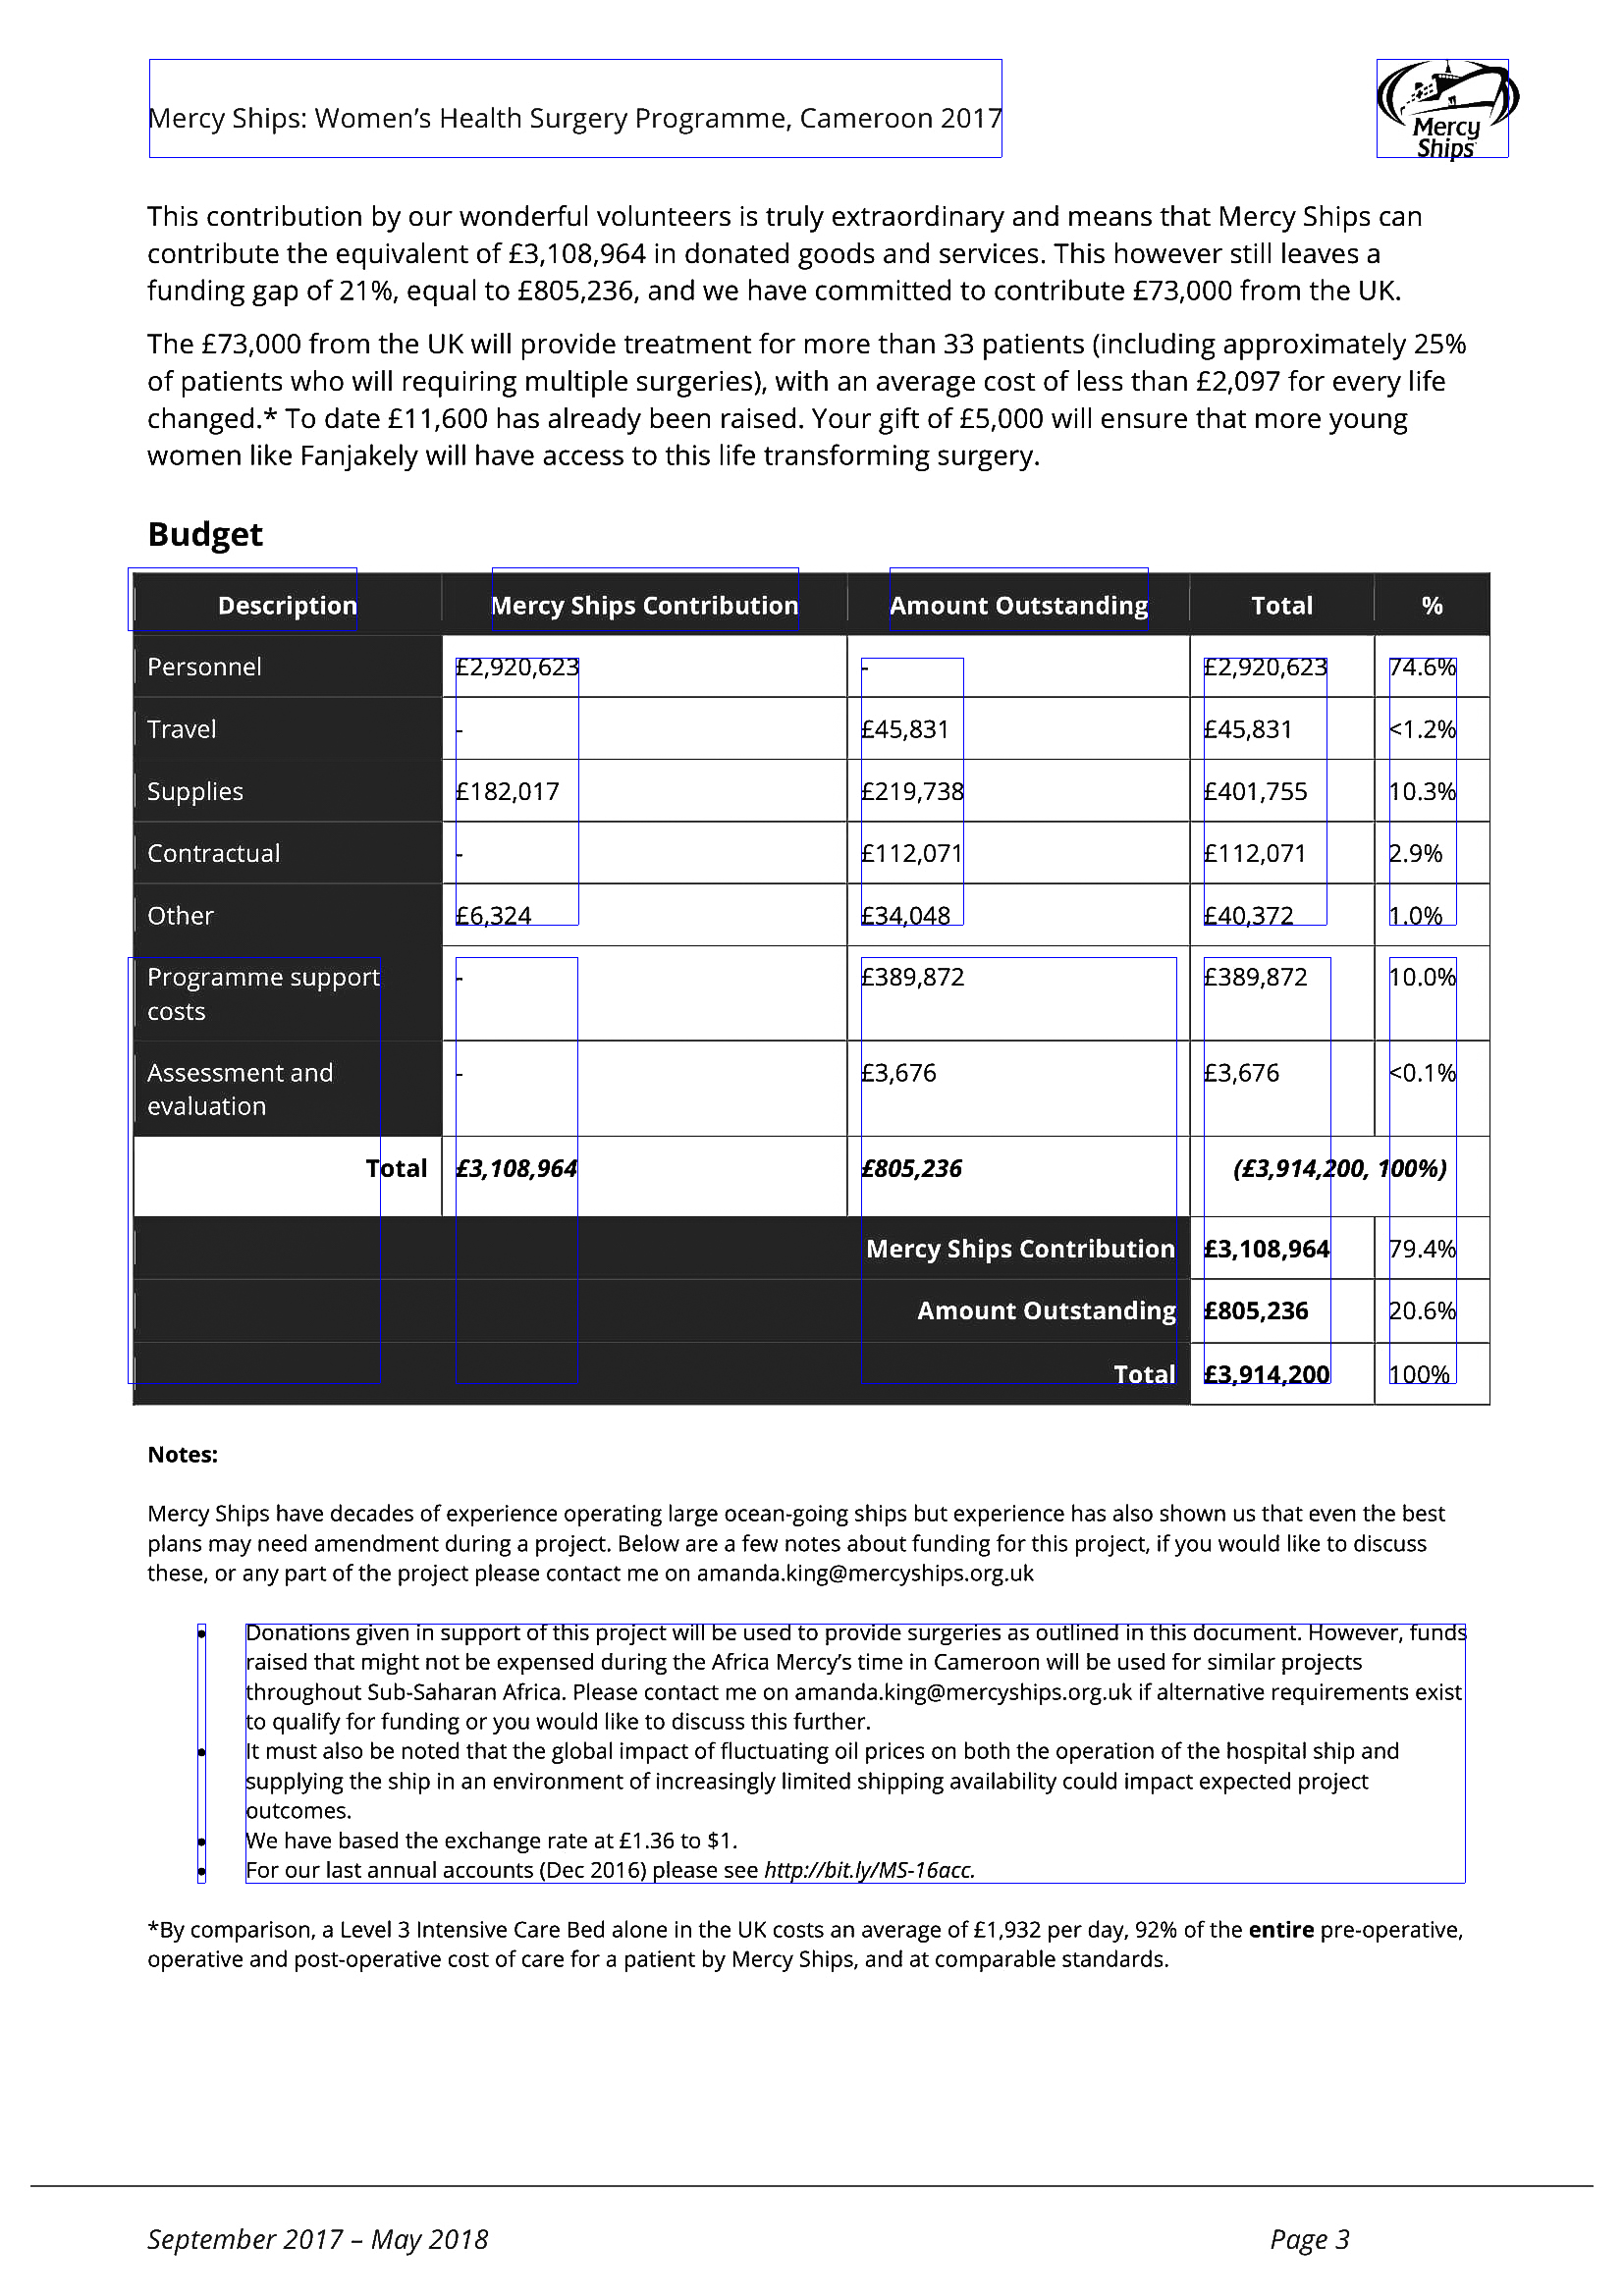 Mercy Ships: Women's Health Surgery Programme, Cameroon 2017
Mercy
Ships
This contribution by our wonderful volunteers is truly extraordinary and means that Mercy Ships can
contribute the equivalent of £3,108,964 in donated goods and services. This however still leaves a
funding gap of 21%, equal to £805,236, and we have committed to contribute £73,000 from the UK.
The £73,000 from the UK will provide treatment for more than 33 patients (including approximately 25%
of patients who will requiring multiple surgeries), with an average cost of less than £2,097 for every life
changed.* To date £11,600 has already been raised. Your gift of £5,000 will ensure that more young
women like Fanjakely will have access to this life transforming surgery.
Budget
Description Mercy Ships Contribution Amount Outstanding Total %
Personnel £2,920,623 - £2,920,623 74.6%
Travel - £45,831 £45,831 <1.2%
Supplies £182,017 £219,738 £401,755 10.3%
Contractual - £112,071 £112,071 2.9%
Other £6,324 £34,048 £40,372 1.0%
Programme support - £389,872 £389,872 10.0%
costs
Assessment and - £3,676 £3,676 <0.1%
evaluation
Total £3,108,964 £805,236 (£3,914,200, 100%)
Mercy Ships Contribution £3,108,964 79.4%
Amount Outstanding £805,236 20.6%
Total £3,914,200 100%
Notes:
Mercy Ships have decades of experience operating large ocean-going ships but experience has also shown us that even the best
plans may need amendment during a project. Below are a few notes about funding for this project, if you would like to discuss
these, or any part of the project please contact me on amanda.king@mercyships.org.uk
• Donations given in support of this project will be used to provide surgeries as outlined in this document. However, funds
raised that might not be expensed during the Africa Mercy's time in Cameroon will be used for similar projects
throughout Sub-Saharan Africa. Please contact me on amanda.king@mercyships.org.uk if alternative requirements exist
to qualify for funding or you would like to discuss this further.
• It must also be noted that the global impact of fluctuating oil prices on both the operation of the hospital ship and
supplying the ship in an environment of increasingly limited shipping availability could impact expected project
outcomes.
• We have based the exchange rate at £1.36 to $1.
• For our last annual accounts (Dec 2016) please see http://bit.ly/MS-16acc.
*By comparison, a Level 3 Intensive Care Bed alone in the UK costs an average of £1,932 per day, 92% of the entire pre-operative,
operative and post-operative cost of care for a patient by Mercy Ships, and at comparable standards.
September 2017 – May 2018 Page 3